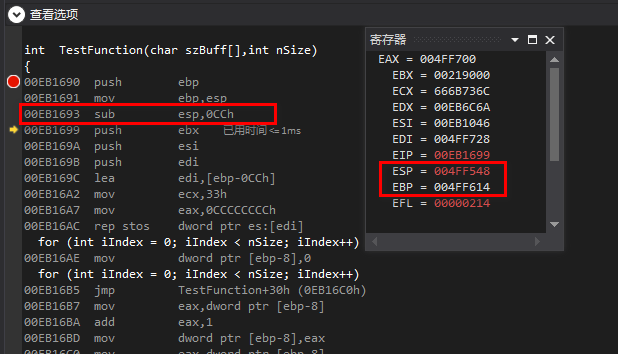 查看选项
int  TestFunction(char szBuff[],int nSize)
{
00EB1690  push        ebp
00EB1691  mov         ebp,esp
00EB1693  sub         esp,0CCh
00EB1699  push        ebx  已用时间<=1ms
00EB169A  push        esi
00EB169B  push        edi
00EB169C  lea         edi,[ebp-0CCh]
00EB16A2  mov         ecx,33h
00EB16A7  mov         eax,0CCCCCCCCh
00EB16AC  rep stos    dword ptr es:[edi]
for (int iIndex = 0; iIndex < nSize; iIndex++)
00EB16AE  mov         dword ptr [ebp-8],0
for (int iIndex = 0; iIndex < nSize; iIndex++)
00EB16B5  jmp         TestFunction+30h (0EB16C0h)
00EB16B7  mov         eax,dword ptr [ebp-8]
00EB16BA  add         eax,1
00EB16BD  mov         dword ptr [ebp-8],eax
00EB16C0  mov         eax,dword ptr [ebp-8]
寄存器
EAX = 004FF700
EBX = 00219000
ECX = 666B736C
EDX = 00EB6C6A
ESI = 00EB1046
EDI = 004FF728
EIP = 00EB1699
ESP = 004FF548
EBP = 004FF614
EFL = 00000214